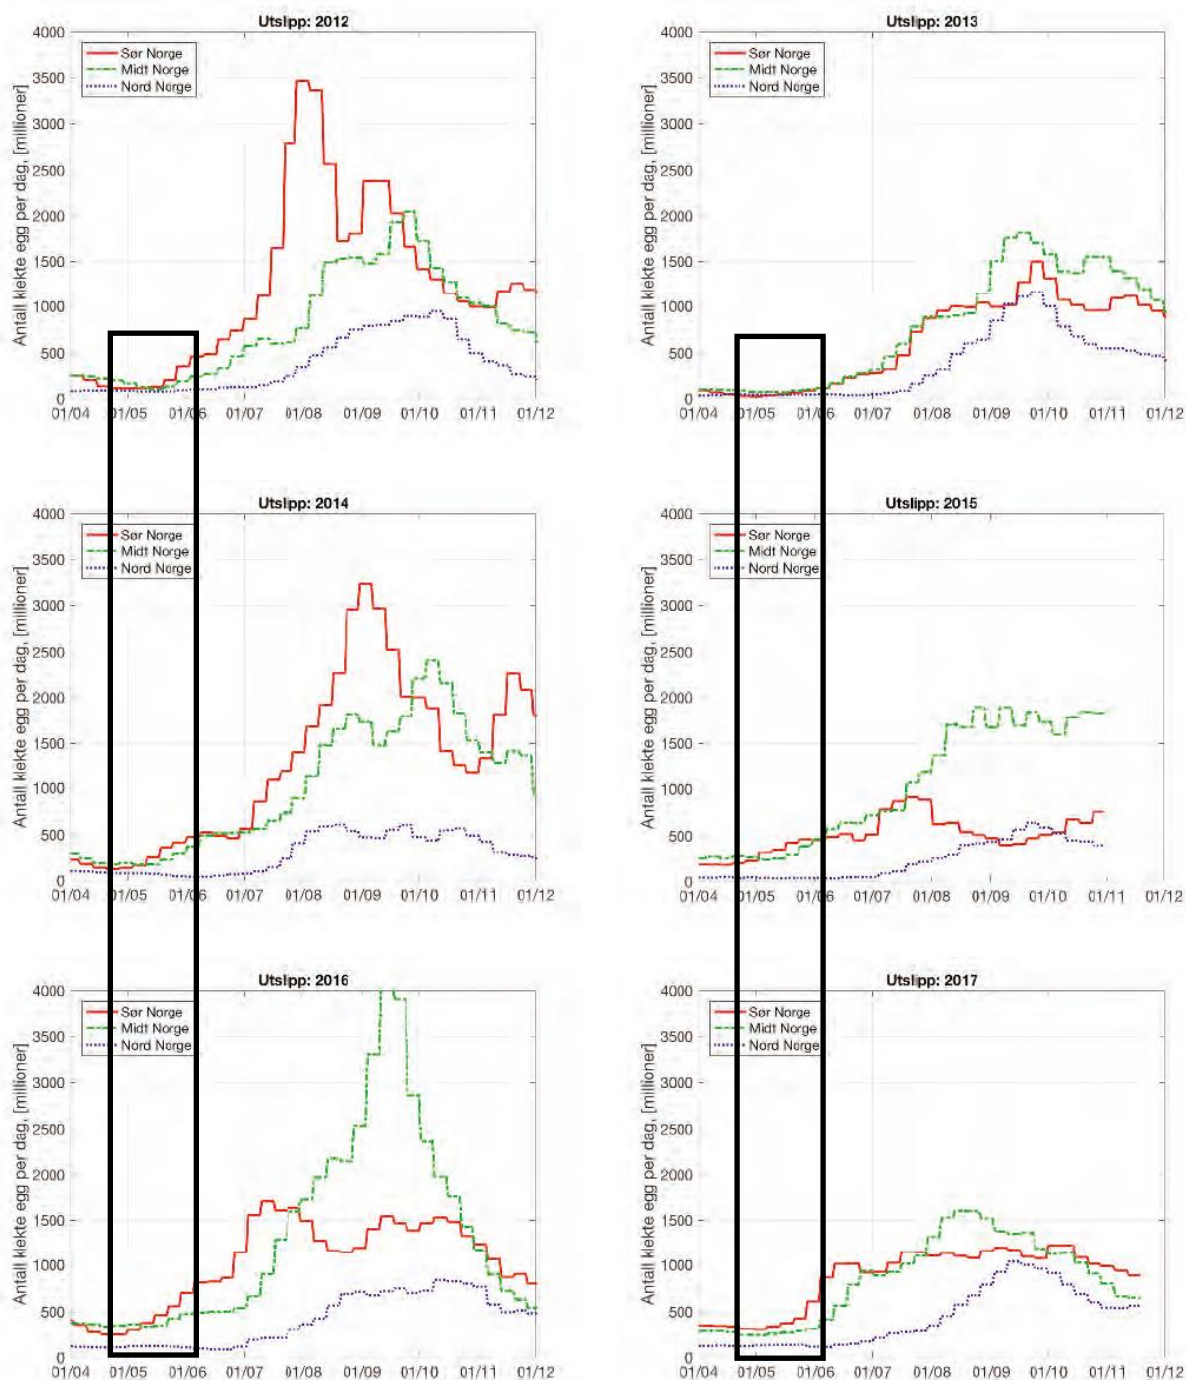 Utslipp: 2012
Sør Norge
Midt Norge
Nord Norge
Antall klekte egg per dag, [millioner]
4000
3500
3000
2500
2000
1500
1000
500
0
01/04 01/05 01/06 01/07 01/08 01/09 01/10 01/11 01/12
Utslipp: 2013
Sør Norge
Midt Norge
Nord Norge
Antall klekte egg per dag, [millioner]
4000
3500
3000
2500
2000
1500
1000
500
0
01/04 01/05 01/06 01/07 01/08 01/09 01/10 01/11 01/12
Utslipp: 2014
Sør Norge
Midt Norge
Nord Norge
Antall klekte egg per dag, [millioner]
4000
3500
3000
2500
2000
1500
1000
500
0
01/04 01/05 01/06 01/07 01/08 01/09 01/10 01/11 01/12
Utslipp: 2015
Sør Norge
Midt Norge
Nord Norge
Antall klekte egg per dag, [millioner]
4000
3500
3000
2500
2000
1500
1000
500
0
01/04 01/05 01/06 01/07 01/08 01/09 01/10 01/11 01/12
Utslipp: 2016
Sør Norge
Midt Norge
Nord Norge
Antall klekte egg per dag, [millioner]
4000
3500
3000
2500
2000
1500
1000
500
0
01/04 01/05 01/06 01/07 01/08 01/09 01/10 01/11 01/12
Utslipp: 2017
Sør Norge
Midt Norge
Nord Norge
Antall klekte egg per dag, [millioner]
4000
3500
3000
2500
2000
1500
1000
500
0
01/04 01/05 01/06 01/07 01/08 01/09 01/10 01/11 01/12